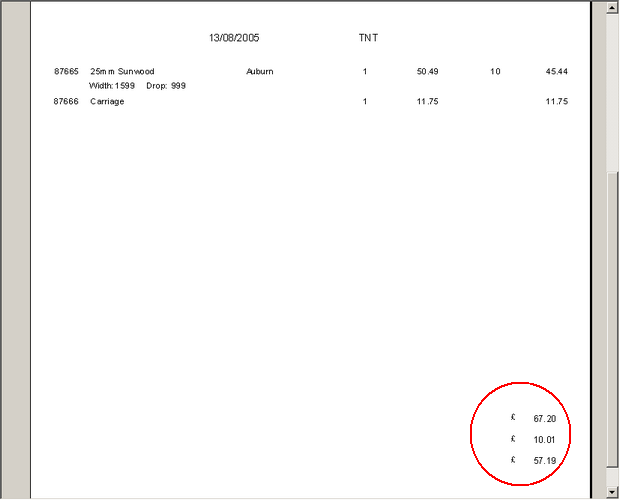 13/08/2005 TNT
87665 25mm Sunwood Auburn 1 50.49 10 45.44
Width: 1599 Drop: 999
87666 Carriage 1 11.75 11.75
£ 67.20
£ 10.01
£ 57.19